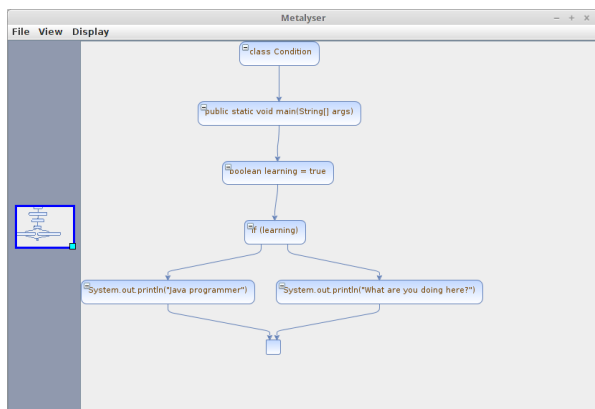 Metalyser
File View Display
class Condition
public static void main(String[] args)
boolean learning = true
if (learning)
System.out.println("Java programmer")
System.out.println("What are you doing here?")